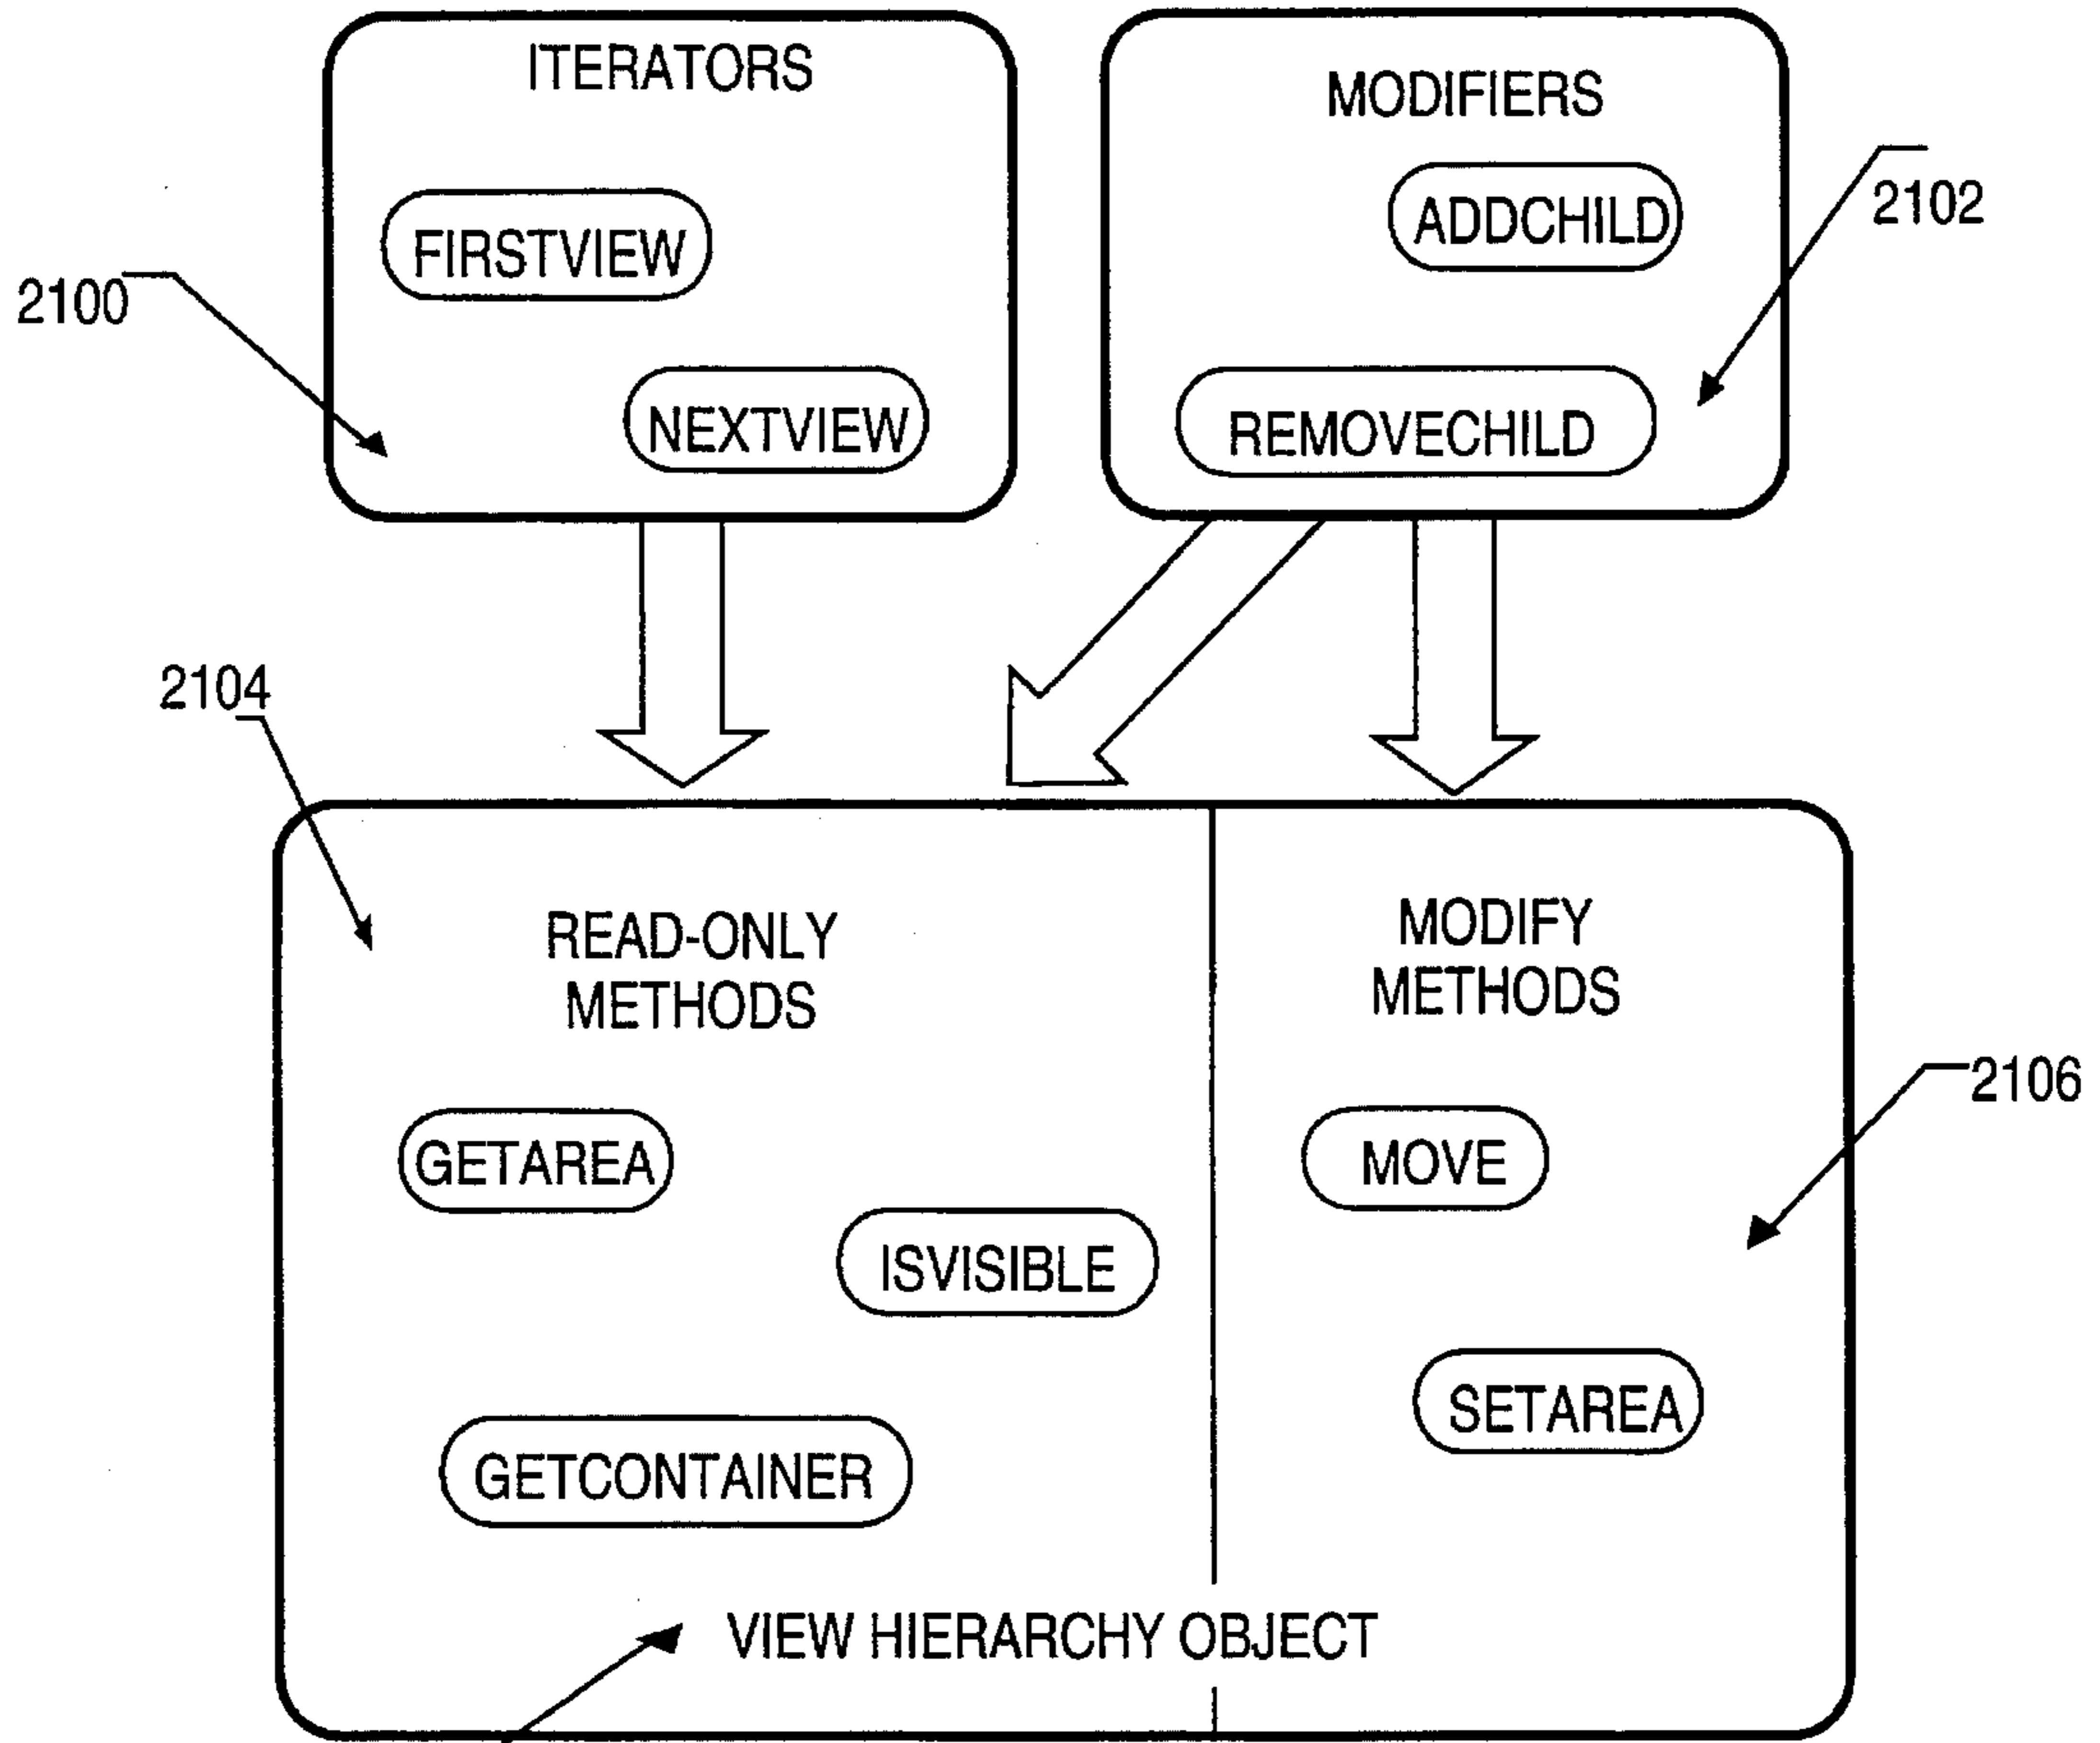 ITERATORS
FIRSTVIEW
NEXTVIEW
2100
MODIFIERS
ADDCHILD
REMOVECHILD
2102
2104
READ-ONLY
METHODS
GETAREA
ISVISIBLE
GETCONTAINER
MODIFY
METHODS
MOVE
SETAREA
2106
VIEW HIERARCHY OBJECT